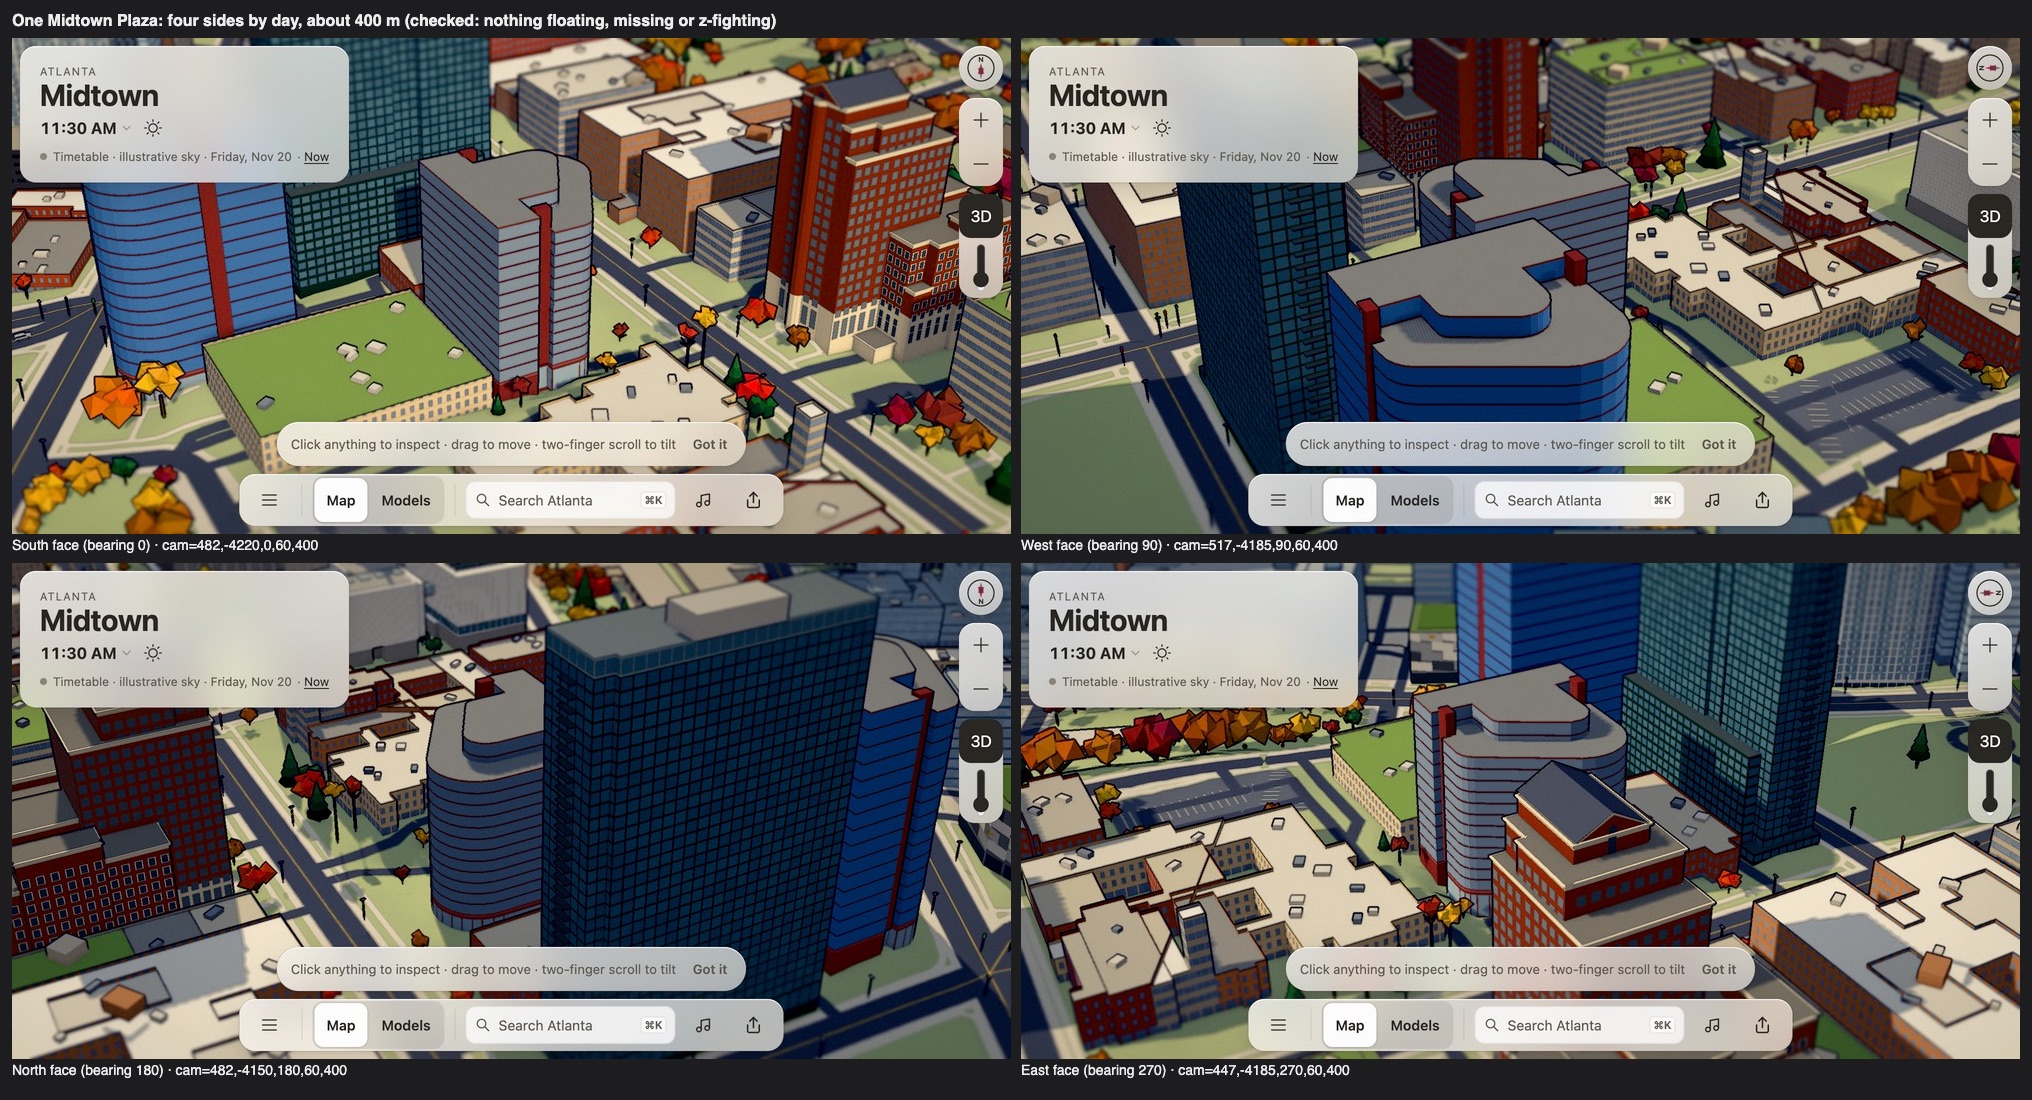 One Midtown Plaza: four sides by day, about 400 m (checked: nothing floating, missing or z-fighting)
ATLANTA
Midtown
11:30 AM
Timetable · illustrative sky · Friday, Nov 20 · Now
N
+
−
3D
Click anything to inspect · drag to move · two-finger scroll to tilt Got it
Map Models Search Atlanta ⌘K
South face (bearing 0) · cam=482,-4220,0,60,400
ATLANTA
Midtown
11:30 AM
Timetable · illustrative sky · Friday, Nov 20 · Now
N
+
−
3D
Click anything to inspect · drag to move · two-finger scroll to tilt Got it
Map Models Search Atlanta ⌘K
West face (bearing 90) · cam=517,-4185,90,60,400
ATLANTA
Midtown
11:30 AM
Timetable · illustrative sky · Friday, Nov 20 · Now
N
+
−
3D
Click anything to inspect · drag to move · two-finger scroll to tilt Got it
Map Models Search Atlanta ⌘K
North face (bearing 180) · cam=482,-4150,180,60,400
ATLANTA
Midtown
11:30 AM
Timetable · illustrative sky · Friday, Nov 20 · Now
N
+
−
3D
Click anything to inspect · drag to move · two-finger scroll to tilt Got it
Map Models Search Atlanta ⌘K
East face (bearing 270) · cam=447,-4185,270,60,400